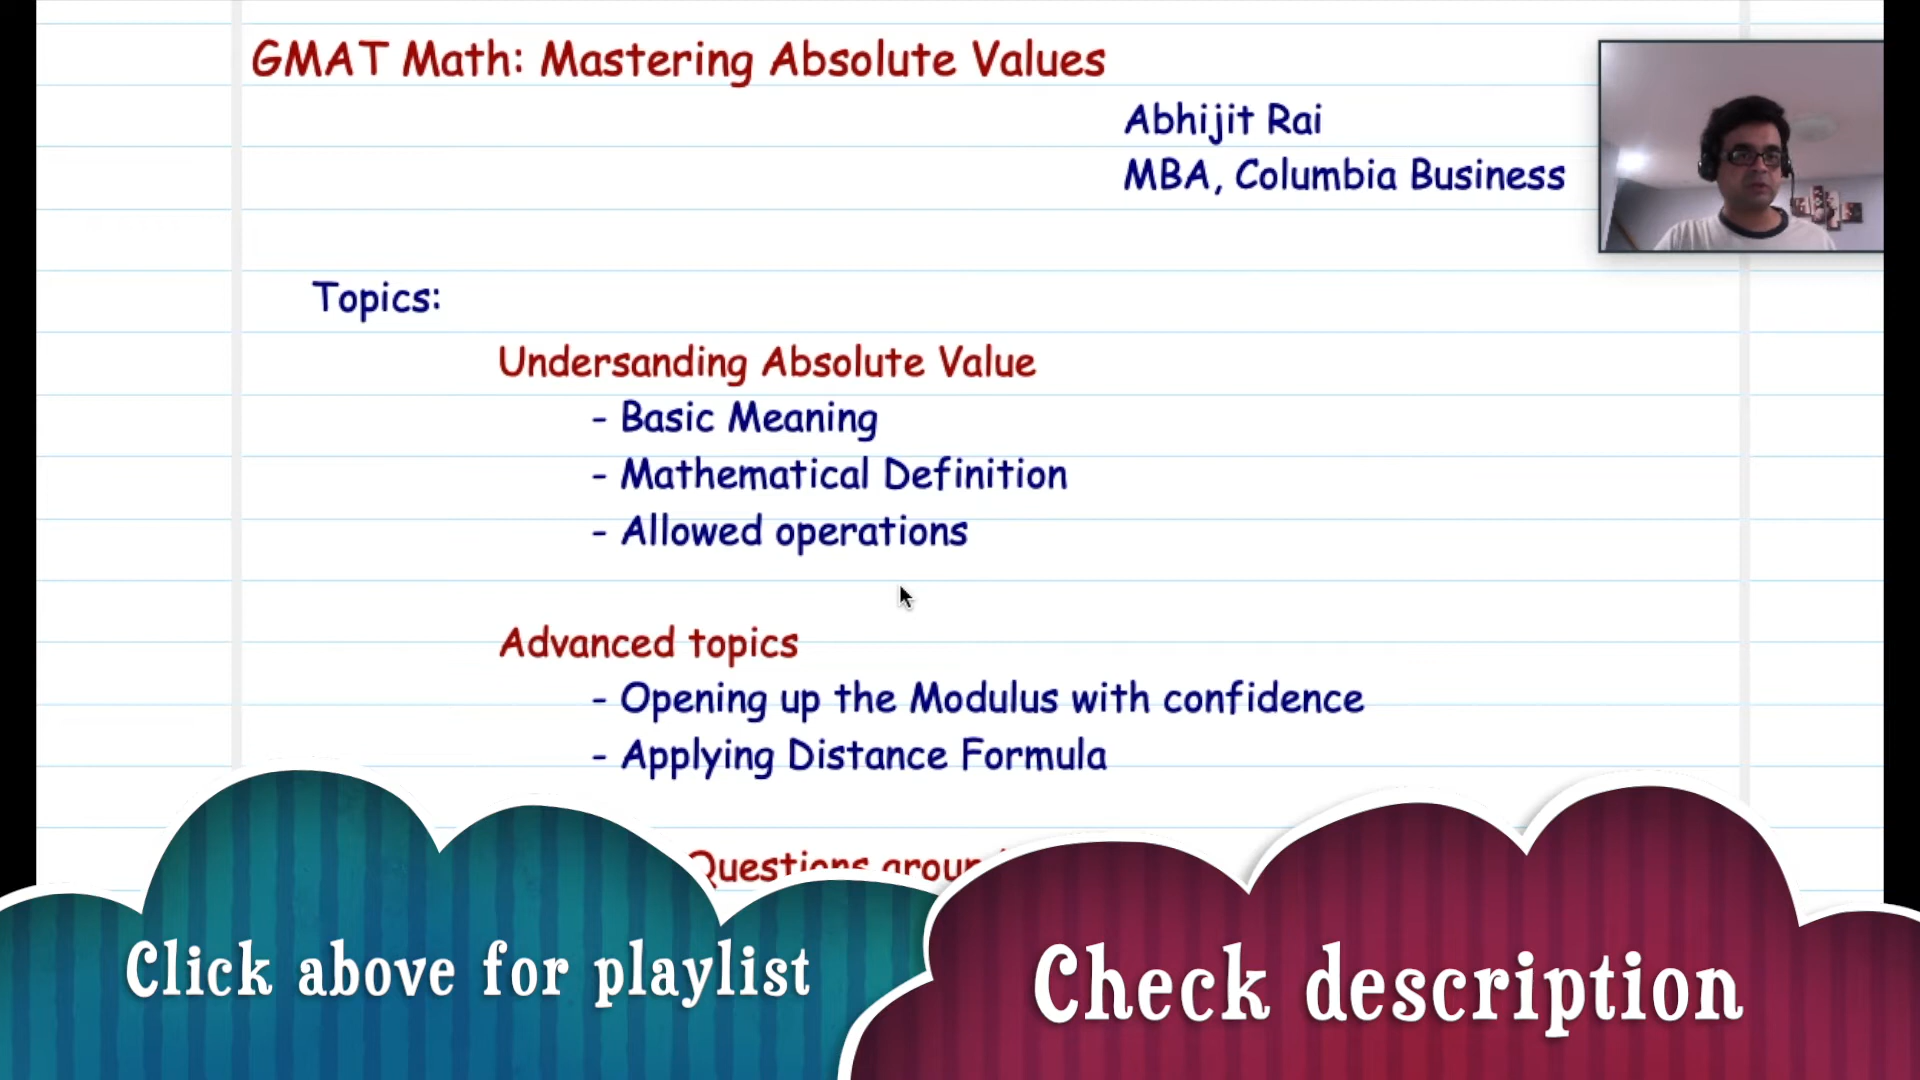 GMAT Math: Mastering Absolute Values
Abhijit Rai
MBA, Columbia Business
Topics:
Undersanding Absolute Value
- Basic Meaning
- Mathematical Definition
- Allowed operations
Advanced topics
- Opening up the Modulus with confidence
- Applying Distance Formula
Questions
Click above for playlist
Check description